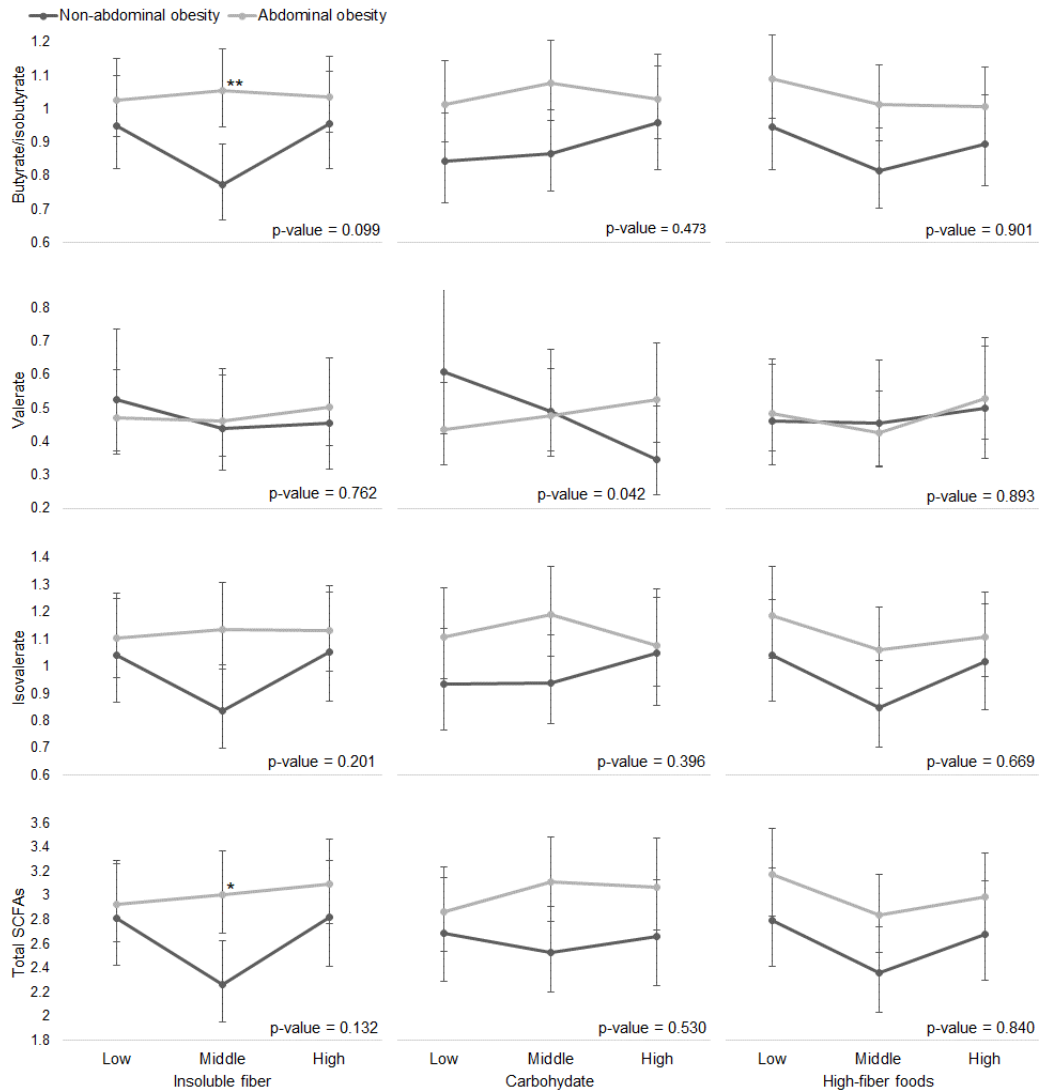 Non-abdominal obesity Abdominal obesity
Butyrate/isobutyrate
1.2
1.1
1
0.9
0.8
0.7
0.6
**
p-value = 0.099
p-value = 0.473
p-value = 0.901
Valerate
0.8
0.7
0.6
0.5
0.4
0.3
0.2
p-value = 0.762
p-value = 0.042
p-value = 0.893
Isovalerate
1.4
1.3
1.2
1.1
1
0.9
0.8
0.7
0.6
p-value = 0.201
p-value = 0.396
p-value = 0.669
Total SCFAs
3.6
3.4
3.2
3
2.8
2.6
2.4
2.2
2
1.8
*
p-value = 0.132
p-value = 0.530
p-value = 0.840
Low Middle High Low Middle High Low Middle High
Insoluble fiber Carbohydate High-fiber foods